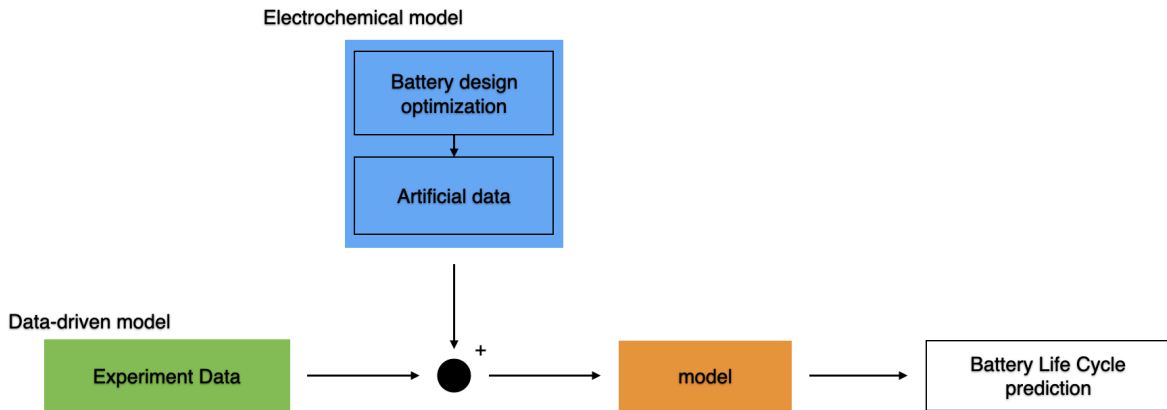 Electrochemical model
Battery design
optimization
Artificial data
Data-driven model
+
Experiment Data
model
Battery Life Cycle
prediction